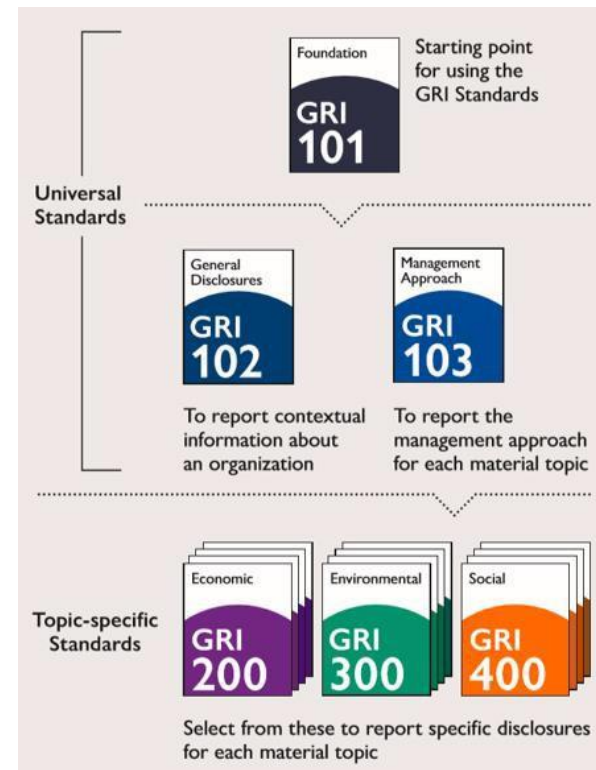 Foundation
GRI
101
Starting point
for using the
GRI Standards
Universal
Standards
General
Disclosures
GRI
102
Management
Approach
GRI
103
To report contextual
information about
an organization
To report the
management approach
for each material topic
Topic-specific
Standards
Economic
GRI
200
Environmental
GRI
300
Social
GRI
400
Select from these to report specific disclosures
for each material topic